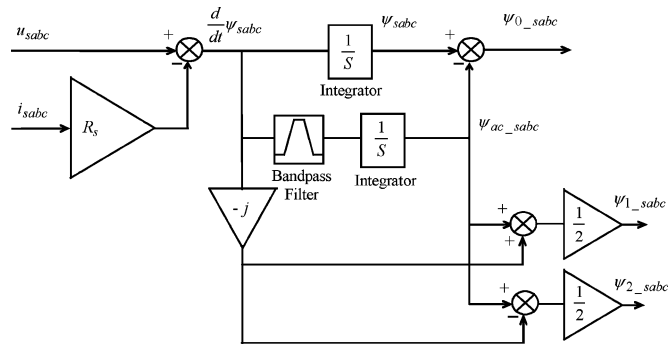 u_sabc
+
−
d/dt ψ_sabc
1/S
Integrator
ψ_sabc
+
−
ψ_0_sabc
i_sabc
R_s
Bandpass
Filter
1/S
Integrator
ψ_ac_sabc
- j
+
+
1/2
ψ_1_sabc
+
−
1/2
ψ_2_sabc